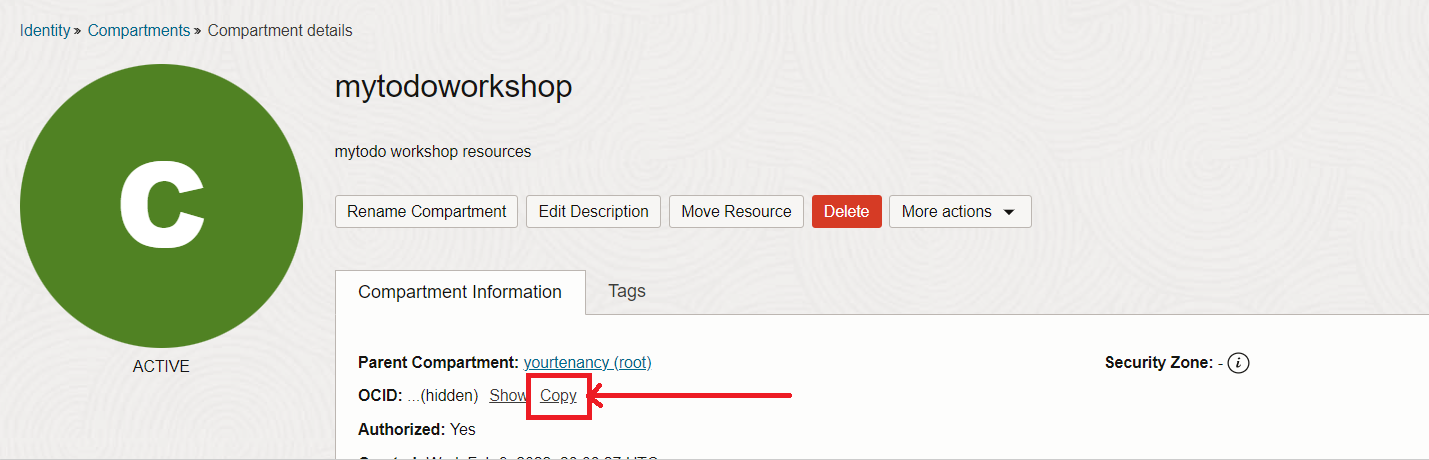 Identity » Compartments » Compartment details
mytodoworkshop
C
mytodo workshop resources
Rename Compartment Edit Description Move Resource Delete More actions
Compartment Information Tags
ACTIVE
Parent Compartment: yourtenancy (root) Security Zone: - i
OCID: ...(hidden) Show Copy
Authorized: Yes